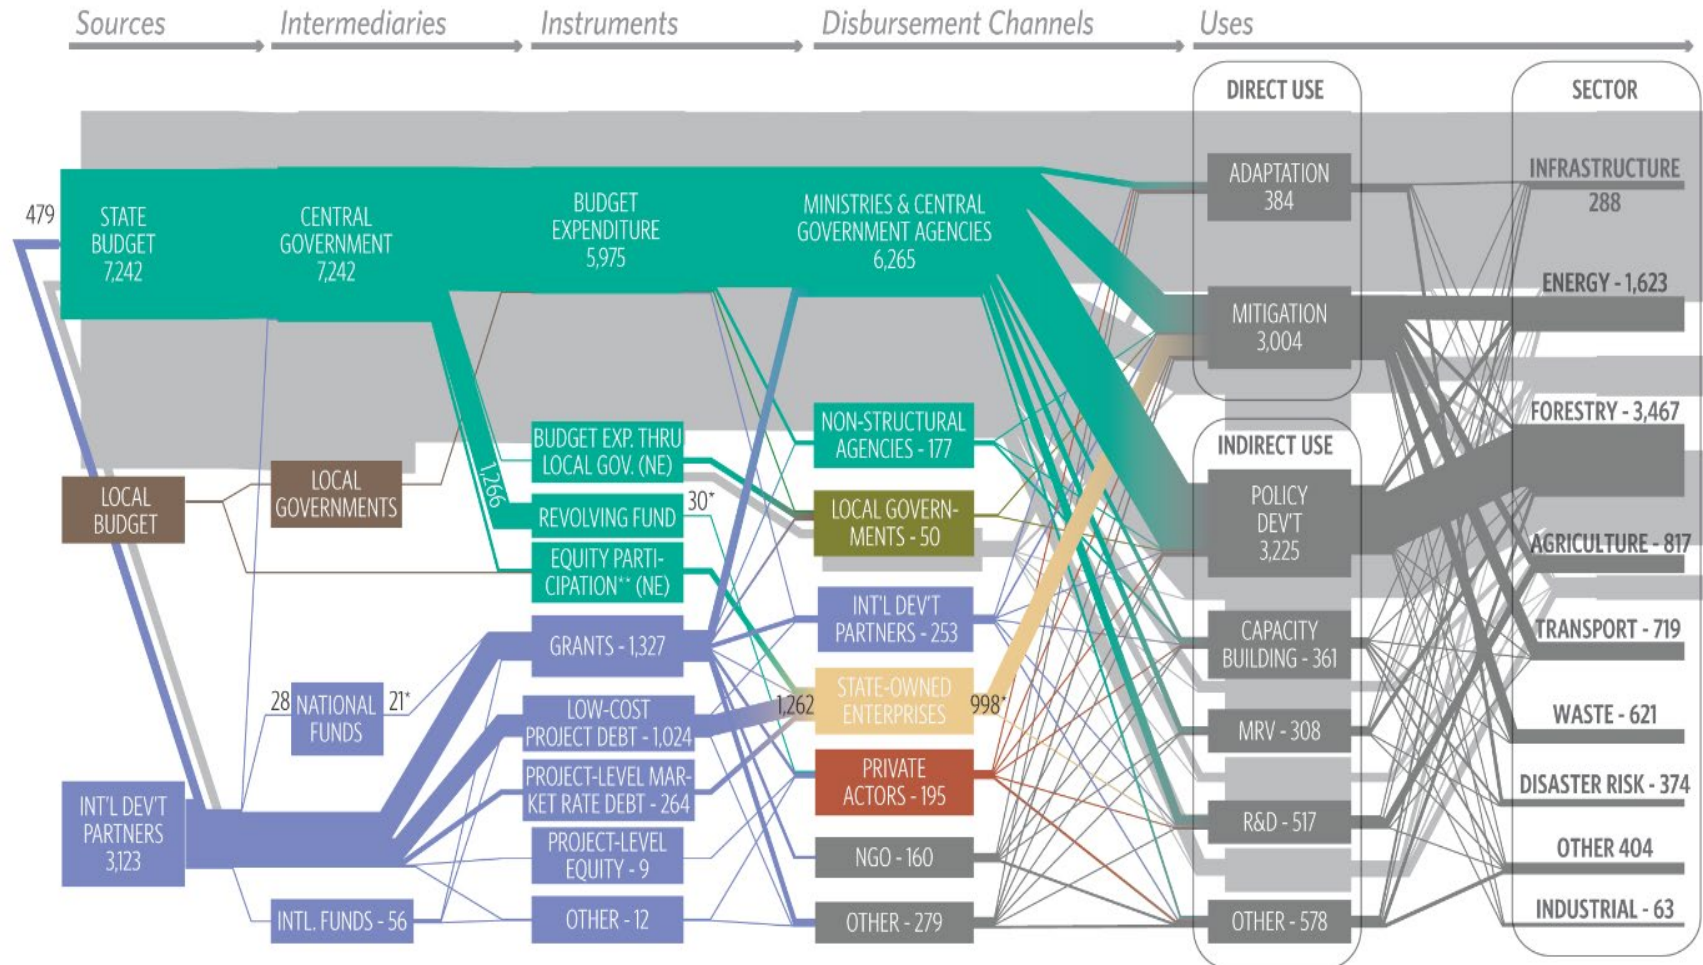 Sources
Intermediaries
Instruments
Disbursement Channels
Uses
479
STATE
BUDGET
7,242
LOCAL
BUDGET
INT'L DEV'T
PARTNERS
3,123
CENTRAL
GOVERNMENT
7,242
LOCAL
GOVERNMENTS
28
NATIONAL
FUNDS
21*
INTL. FUNDS - 56
BUDGET
EXPENDITURE
5,975
1,266
BUDGET EXP. THRU
LOCAL GOV. (NE)
REVOLVING FUND
30*
EQUITY PARTI-
CIPATION** (NE)
GRANTS - 1,327
LOW-COST
PROJECT DEBT - 1,024
PROJECT-LEVEL MAR-
KET RATE DEBT - 264
PROJECT-LEVEL
EQUITY - 9
OTHER - 12
MINISTRIES & CENTRAL
GOVERNMENT AGENCIES
6,265
NON-STRUCTURAL
AGENCIES - 177
LOCAL GOVERN-
MENTS - 50
INT'L DEV'T
PARTNERS - 253
1,262
STATE-OWNED
ENTERPRISES
998*
PRIVATE
ACTORS - 195
NGO - 160
OTHER - 279
DIRECT USE
ADAPTATION
384
MITIGATION
3,004
INDIRECT USE
POLICY
DEV'T
3,225
CAPACITY
BUILDING - 361
MRV - 308
R&D - 517
OTHER - 578
SECTOR
INFRASTRUCTURE
288
ENERGY - 1,623
FORESTRY - 3,467
AGRICULTURE - 817
TRANSPORT - 719
WASTE - 621
DISASTER RISK - 374
OTHER 404
INDUSTRIAL - 63